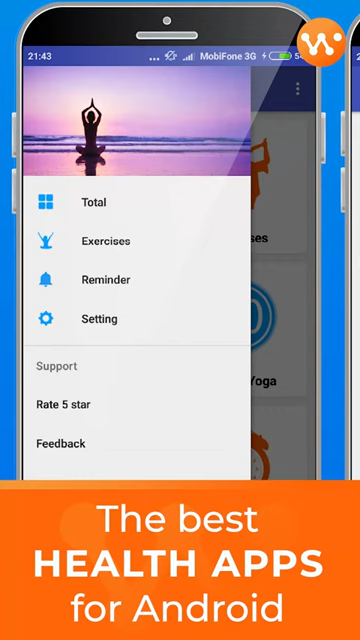 21:43
MobiFone 3G
Total
Exercises
Reminder
Setting
Support
Rate 5 star
Feedback
Yoga
The best
HEALTH APPS
for Android